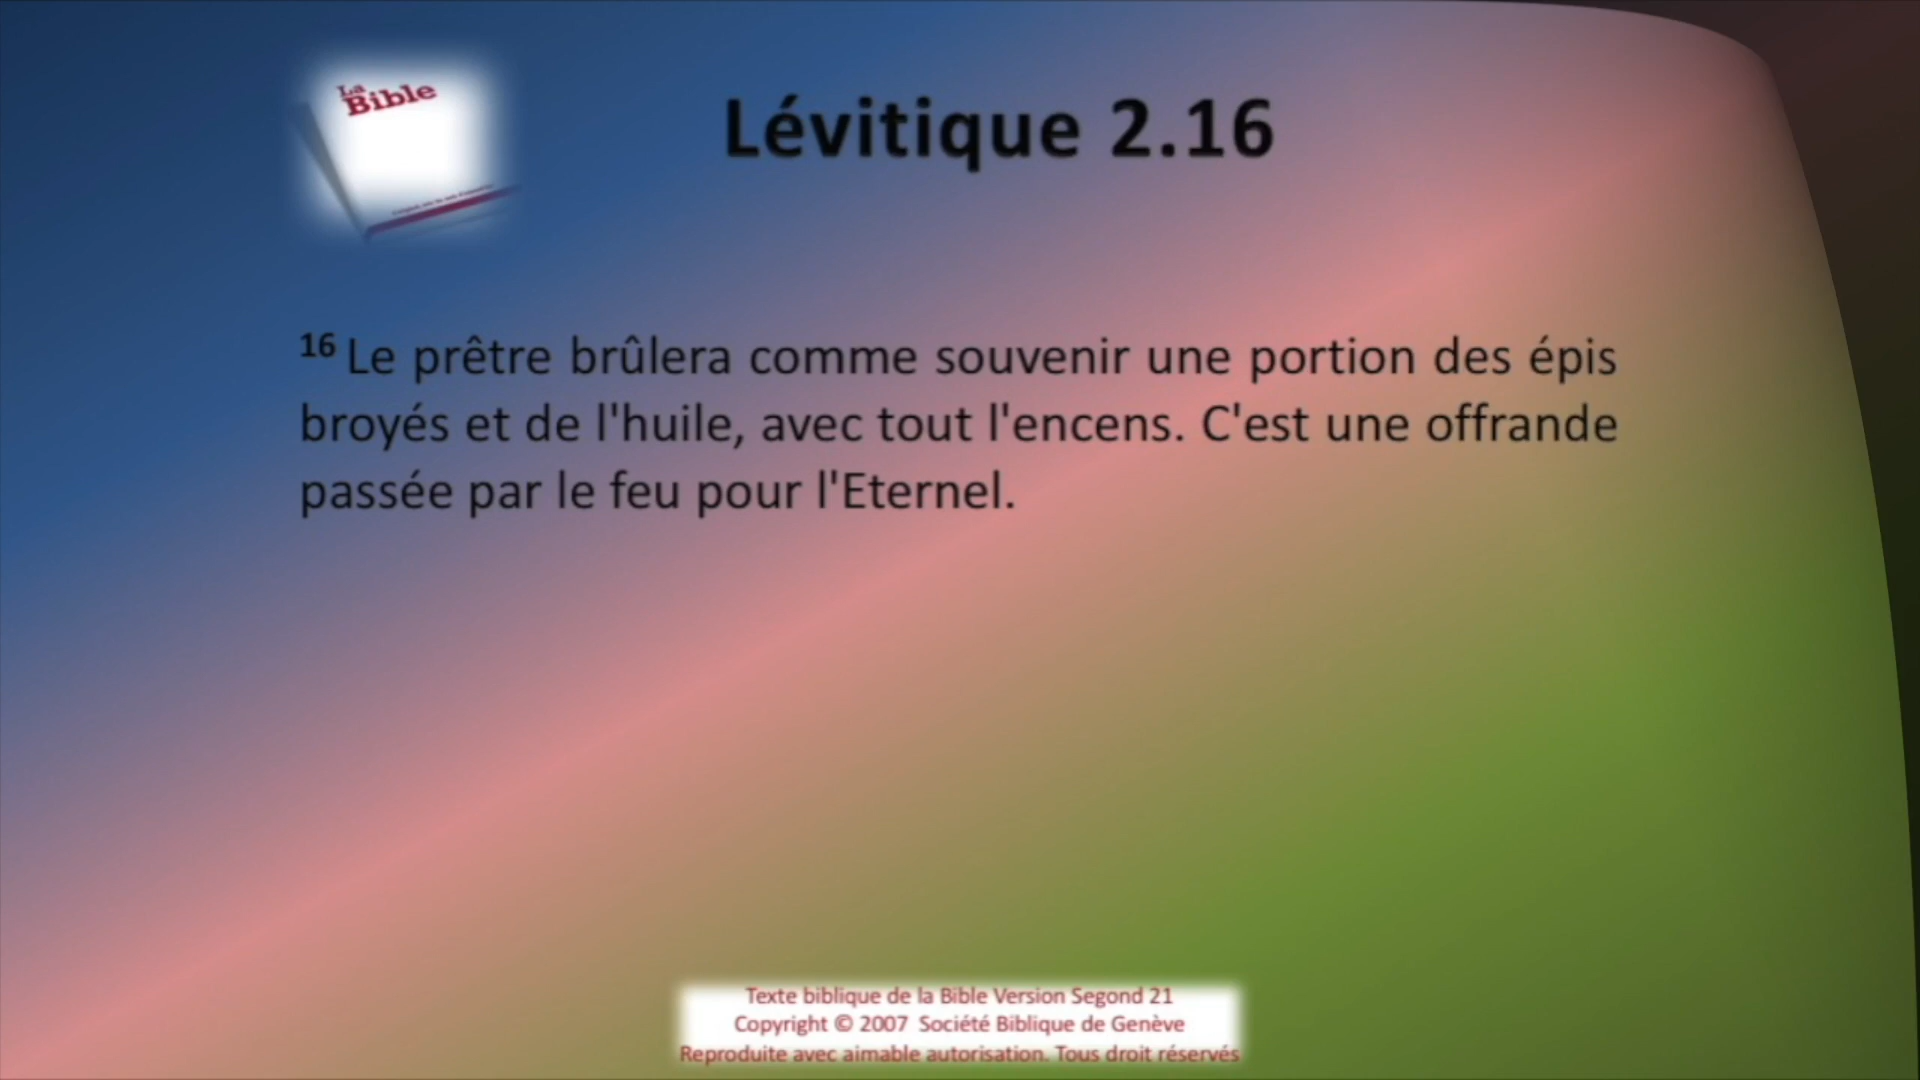 La
Bible
Lévitique 2.16
16 Le prêtre brûlera comme souvenir une portion des épis
broyés et de l'huile, avec tout l'encens. C'est une offrande
passée par le feu pour l'Eternel.
Texte biblique de la Bible Version Segond 21
Copyright © 2007 Société Biblique de Genève
Reproduite avec aimable autorisation. Tous droit réservés